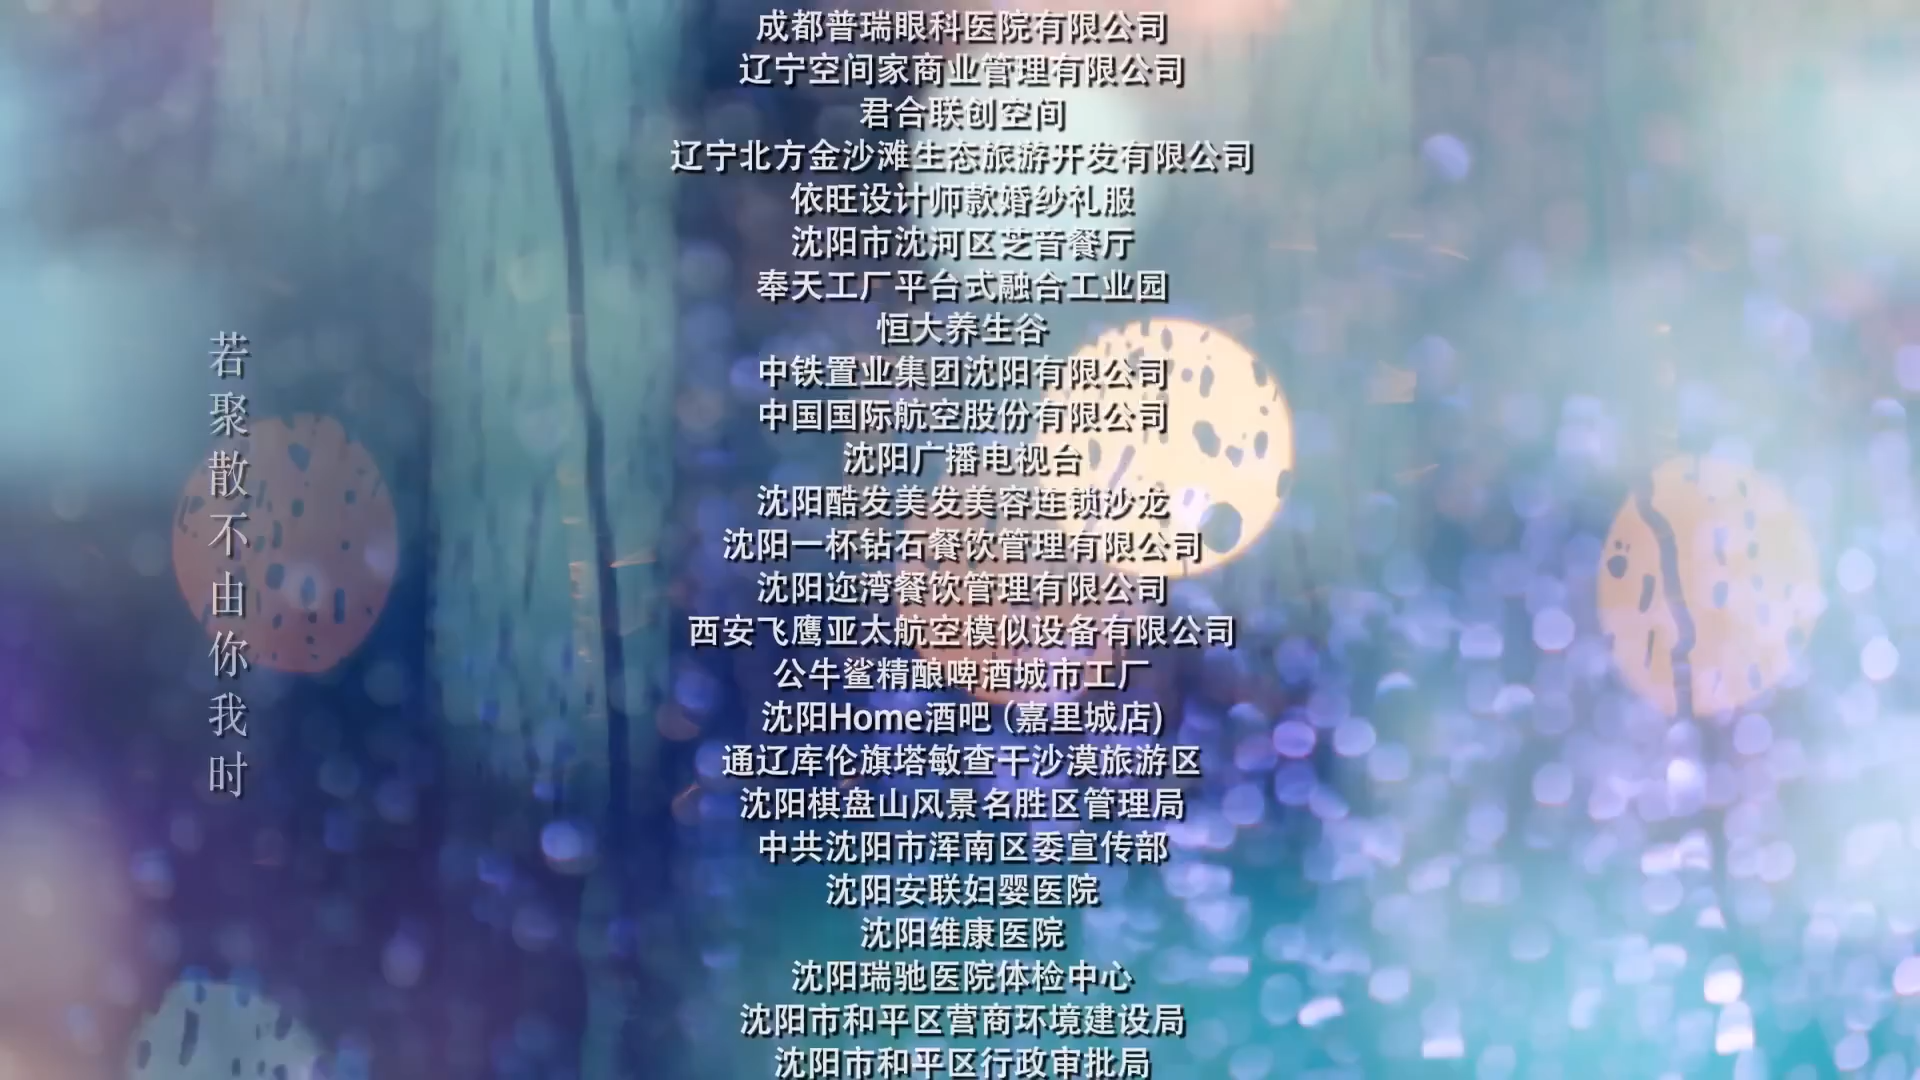 成都普瑞眼科医院有限公司
辽宁空间家商业管理有限公司
君合联创空间
辽宁北方金沙滩生态旅游开发有限公司
依旺设计师款婚纱礼服
沈阳市沈河区芝音餐厅
奉天工厂平台式融合工业园
恒大养生谷
中铁置业集团沈阳有限公司
中国国际航空股份有限公司
沈阳广播电视台
沈阳酷发美发美容连锁沙龙
沈阳一杯钻石餐饮管理有限公司
沈阳迩湾餐饮管理有限公司
西安飞鹰亚太航空模似设备有限公司
公牛鲨精酿啤酒城市工厂
沈阳Home酒吧（嘉里城店)
通辽库伦旗塔敏查干沙漠旅游区
沈阳棋盘山风景名胜区管理局
中共沈阳市浑南区委宣传部
沈阳安联妇婴医院
沈阳维康医院
沈阳瑞驰医院体检中心
沈阳市和平区营商环境建设局
沈阳市和平区行政审批局
若聚散不由你我时